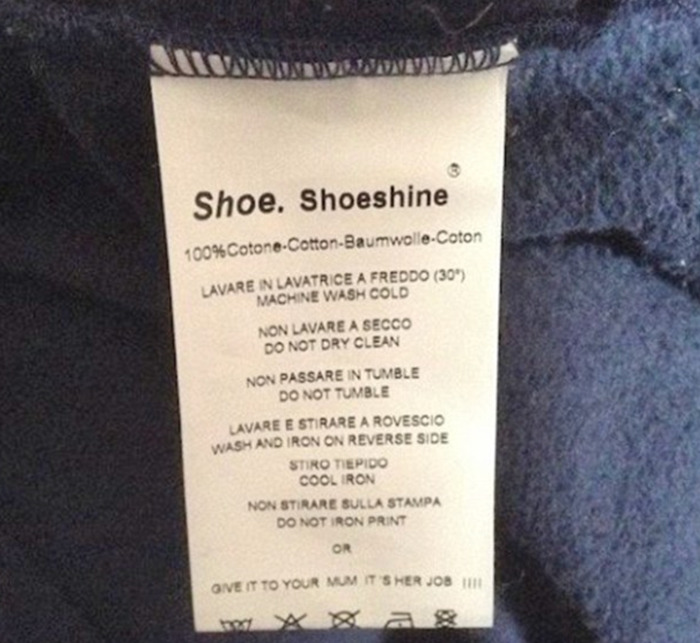 ®
Shoe. Shoeshine
100%Cotone-Cotton-Baumwolle-Coton
LAVARE IN LAVATRICE A FREDDO (30°)
MACHINE WASH COLD
NON LAVARE A SECCO
DO NOT DRY CLEAN
NON PASSARE IN TUMBLE
DO NOT TUMBLE
LAVARE E STIRARE A ROVESCIO
WASH AND IRON ON REVERSE SIDE
STIRO TIEPIDO
COOL IRON
NON STIRARE SULLA STAMPA
DO NOT IRON PRINT
OR
GIVE IT TO YOUR MUM IT'S HER JOB !!!!